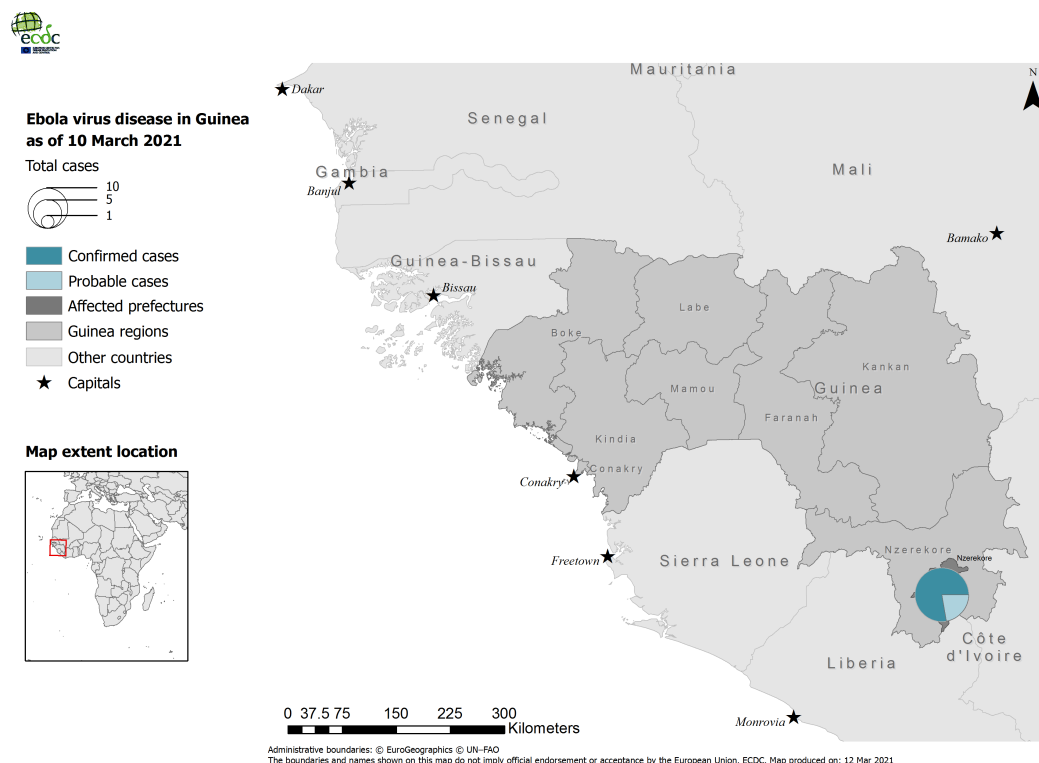 ecdc
Ebola virus disease in Guinea
as of 10 March 2021
Total cases
10
5
1
Confirmed cases
Probable cases
Affected prefectures
Guinea regions
Other countries
Capitals
Map extent location
N
Mauritania
Dakar
Senegal
Gambia
Banjul
Mali
Bamako
Guinea-Bissau
Bissau
Labe
Boke
Kankan
Mamou
Guinea
Faranah
Kindia
Conakry
Conakry
Nzerekore
Nzerekore
Freetown
Sierra Leone
Côte
d'Ivoire
Liberia
Monrovia
0 37.5 75 150 225 300
Kilometers
Administrative boundaries: © EuroGeographics © UN–FAO
The boundaries and names shown on this map do not imply official endorsement or acceptance by the European Union. ECDC. Map produced on: 12 Mar 2021